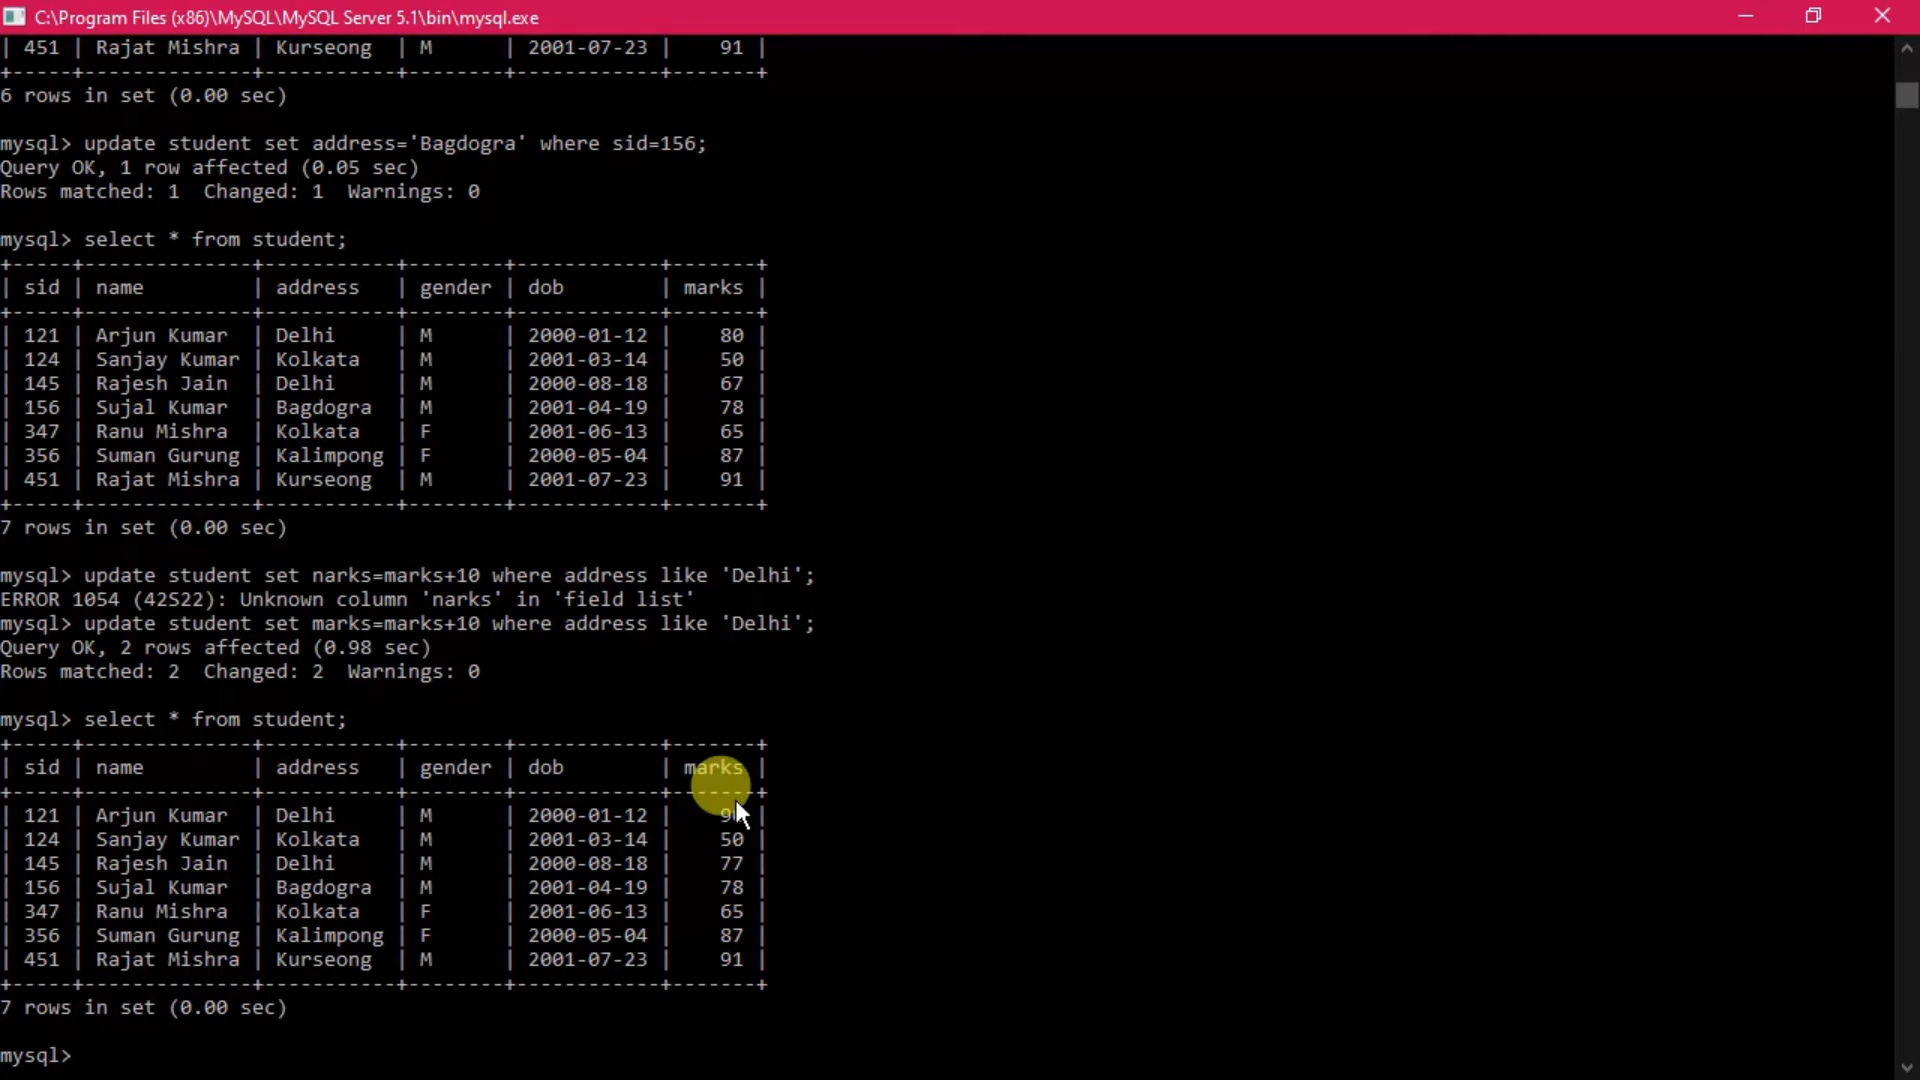 C:\Program Files (x86)\MySQL\MySQL Server 5.1\bin\mysql.exe
| 451 | Rajat Mishra | Kurseong  | M      | 2001-07-23 |    91 |
+-----+--------------+-----------+--------+------------+-------+
6 rows in set (0.00 sec)
mysql> update student set address='Bagdogra' where sid=156;
Query OK, 1 row affected (0.05 sec)
Rows matched: 1  Changed: 1  Warnings: 0
mysql> select * from student;
+-----+--------------+-----------+--------+------------+-------+
| sid | name         | address   | gender | dob        | marks |
+-----+--------------+-----------+--------+------------+-------+
| 121 | Arjun Kumar  | Delhi     | M      | 2000-01-12 |    80 |
| 124 | Sanjay Kumar | Kolkata   | M      | 2001-03-14 |    50 |
| 145 | Rajesh Jain  | Delhi     | M      | 2000-08-18 |    67 |
| 156 | Sujal Kumar  | Bagdogra  | M      | 2001-04-19 |    78 |
| 347 | Ranu Mishra  | Kolkata   | F      | 2001-06-13 |    65 |
| 356 | Suman Gurung | Kalimpong | F      | 2000-05-04 |    87 |
| 451 | Rajat Mishra | Kurseong  | M      | 2001-07-23 |    91 |
+-----+--------------+-----------+--------+------------+-------+
7 rows in set (0.00 sec)
mysql> update student set narks=marks+10 where address like 'Delhi';
ERROR 1054 (42S22): Unknown column 'narks' in 'field list'
mysql> update student set marks=marks+10 where address like 'Delhi';
Query OK, 2 rows affected (0.98 sec)
Rows matched: 2  Changed: 2  Warnings: 0
mysql> select * from student;
+-----+--------------+-----------+--------+------------+-------+
| sid | name         | address   | gender | dob        | marks |
+-----+--------------+-----------+--------+------------+-------+
| 121 | Arjun Kumar  | Delhi     | M      | 2000-01-12 |       |
| 124 | Sanjay Kumar | Kolkata   | M      | 2001-03-14 |    50 |
| 145 | Rajesh Jain  | Delhi     | M      | 2000-08-18 |    77 |
| 156 | Sujal Kumar  | Bagdogra  | M      | 2001-04-19 |    78 |
| 347 | Ranu Mishra  | Kolkata   | F      | 2001-06-13 |    65 |
| 356 | Suman Gurung | Kalimpong | F      | 2000-05-04 |    87 |
| 451 | Rajat Mishra | Kurseong  | M      | 2001-07-23 |    91 |
+-----+--------------+-----------+--------+------------+-------+
7 rows in set (0.00 sec)
mysql>